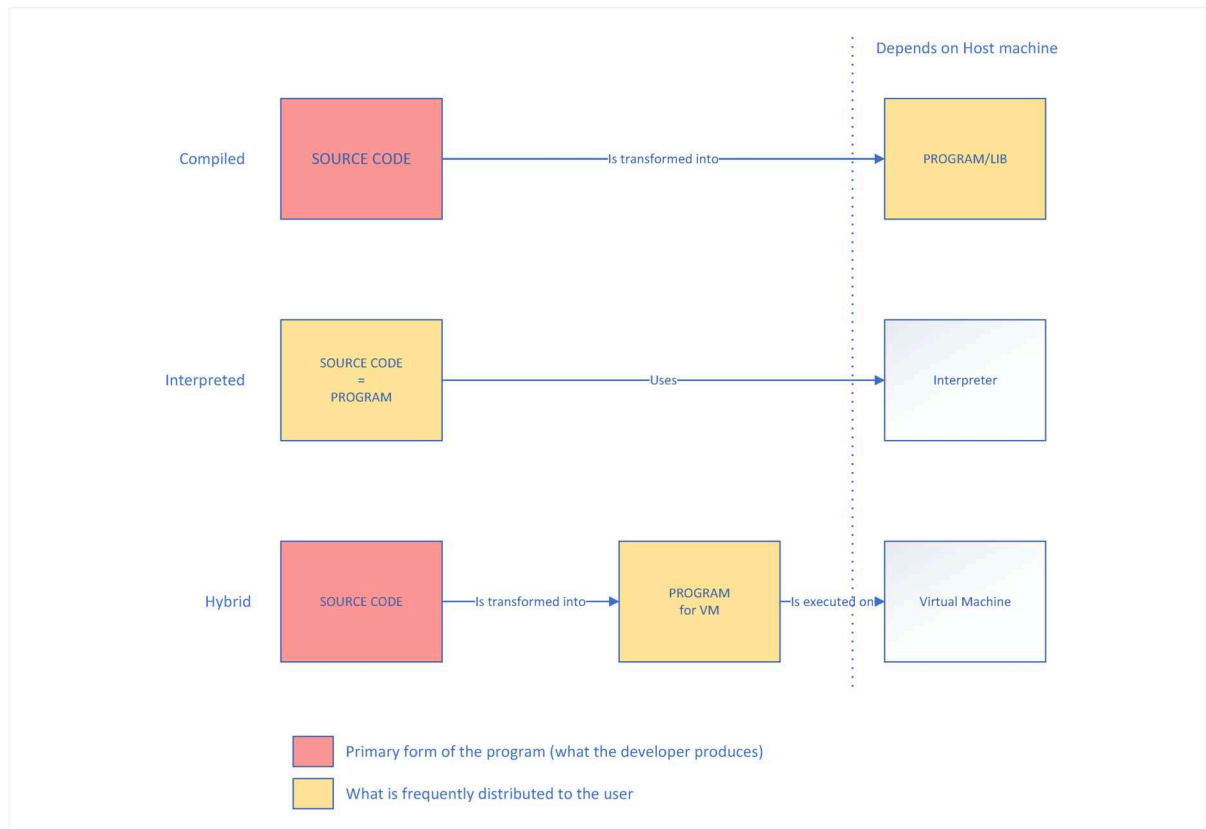 Depends on Host machine
Compiled
SOURCE CODE
Is transformed into
PROGRAM/LIB
Interpreted
SOURCE CODE
=
PROGRAM
Uses
Interpreter
Hybrid
SOURCE CODE
Is transformed into
PROGRAM
for VM
Is executed on
Virtual Machine
Primary form of the program (what the developer produces)
What is frequently distributed to the user